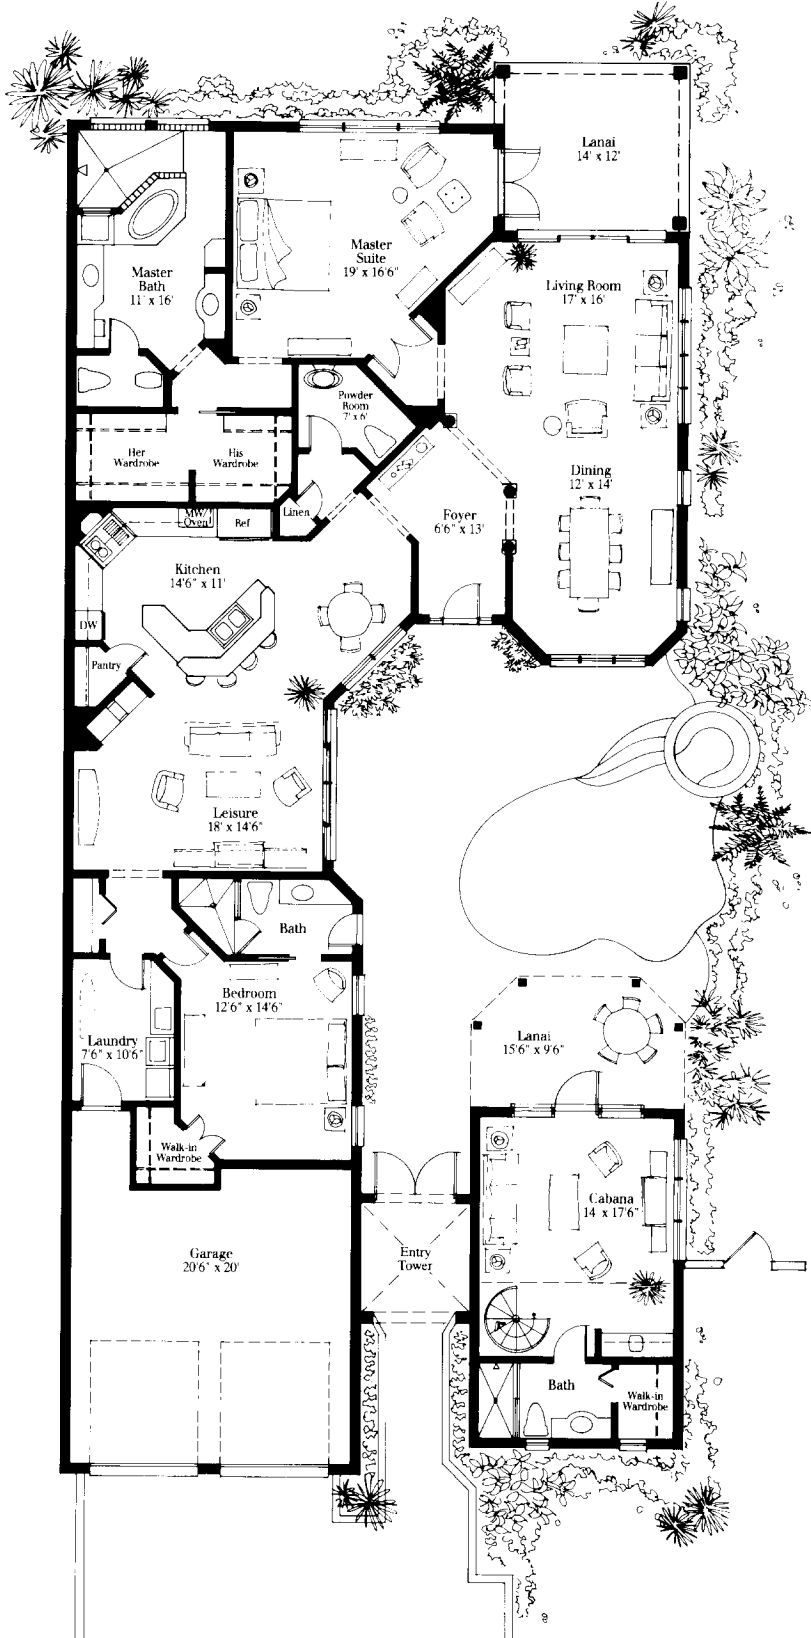 Lanai
14' x 12'
Master
Suite
19' x 16'6"
Master
Bath
11' x 16'
Living Room
17' x 16'
Powder
Room
7' x 6'
Her
Wardrobe
His
Wardrobe
Dining
12' x 14'
MW/
Oven
Ref
Linen
Foyer
6'6" x 13'
Kitchen
14'6" x 11'
DW
Pantry
Leisure
18' x 14'6"
Bath
Bedroom
12'6" x 14'6"
Laundry
7'6" x 10'6"
Lanai
15'6" x 9'6"
Walk-in
Wardrobe
Cabana
14' x 17'6"
Garage
20'6" x 20'
Entry
Tower
Bath
Walk-in
Wardrobe